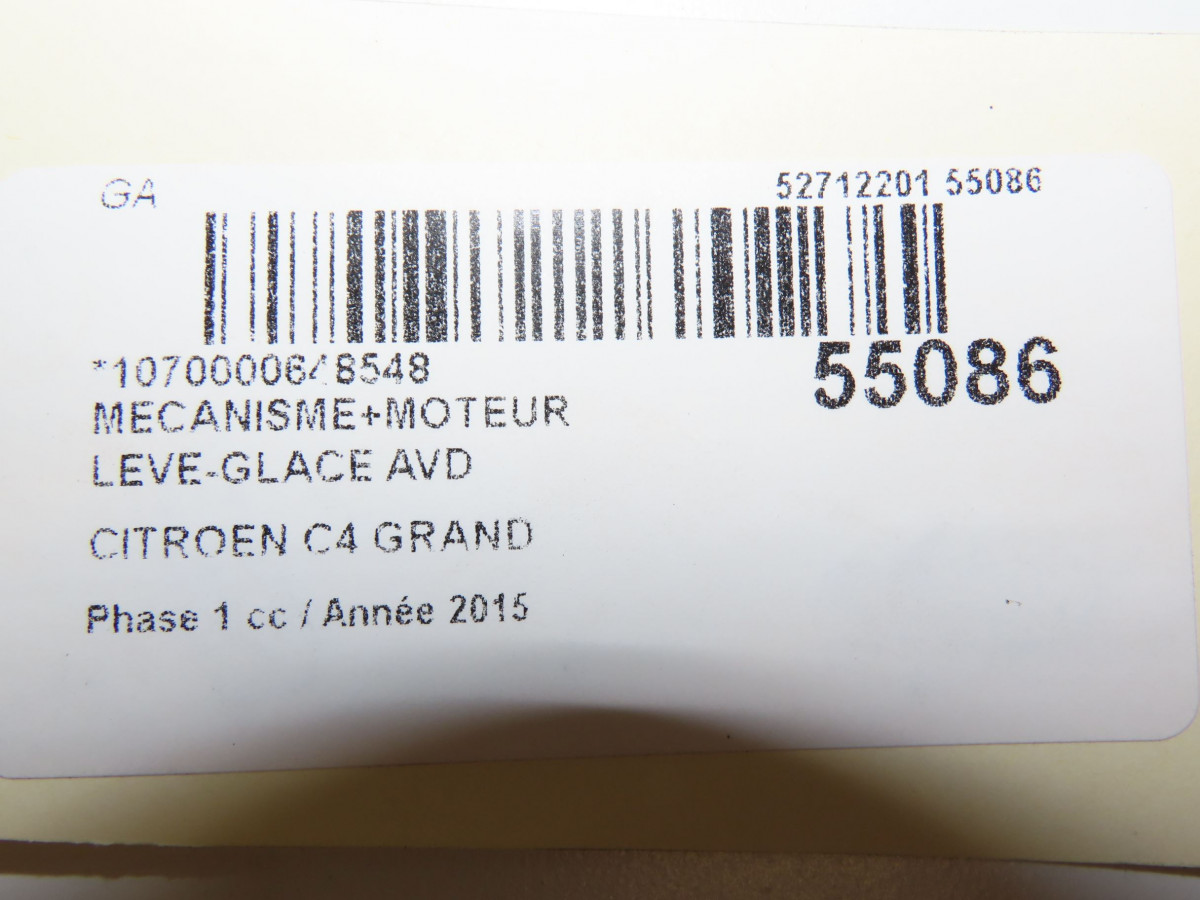 GA
52712201 55086
*1070000648548
55086
MECANISME+MOTEUR
LEVE-GLACE AVD
CITROEN C4 GRAND
Phase 1 cc / Année 2015